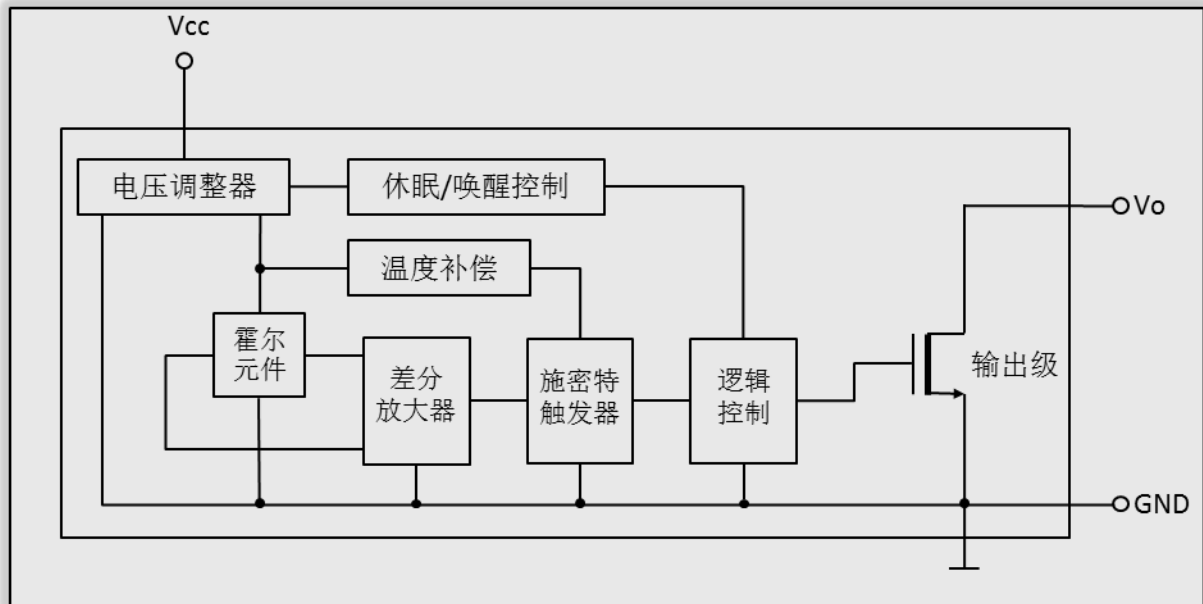 Vcc
电压调整器
休眠/唤醒控制
Vo
温度补偿
霍尔
元件
差分
放大器
施密特
触发器
逻辑
控制
输出级
GND